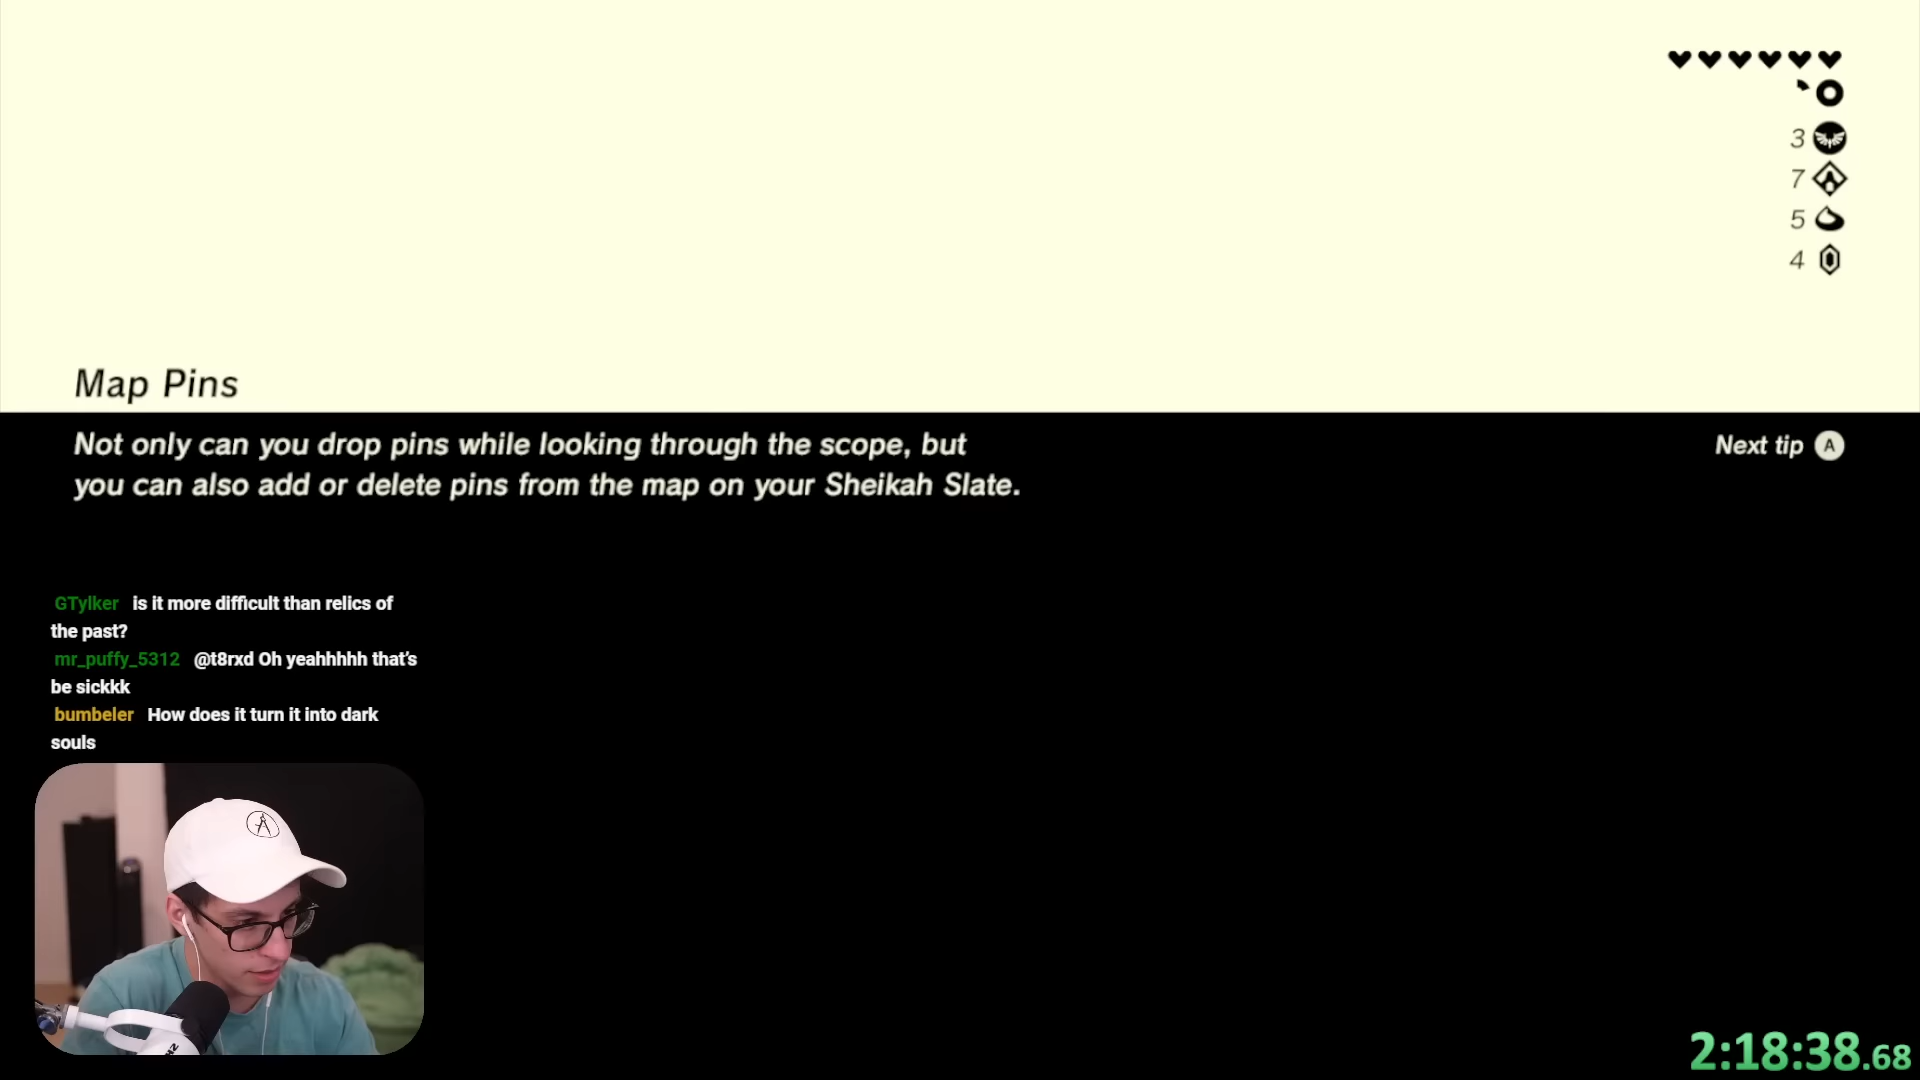 3
7
5
4
Map Pins
Not only can you drop pins while looking through the scope, but
you can also add or delete pins from the map on your Sheikah Slate.
Next tip A
GTylker is it more difficult than relics of
the past?
mr_puffy_5312 @t8rxd Oh yeahhhhh that's
be sickkk
bumbeler How does it turn it into dark
souls
2:18:38.68